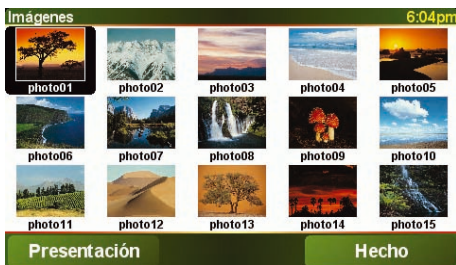 Imágenes 6:04pm
photo01 photo02 photo03 photo04 photo05
photo06 photo07 photo08 photo09 photo10
photo11 photo12 photo13 photo14 photo15
Presentación Hecho